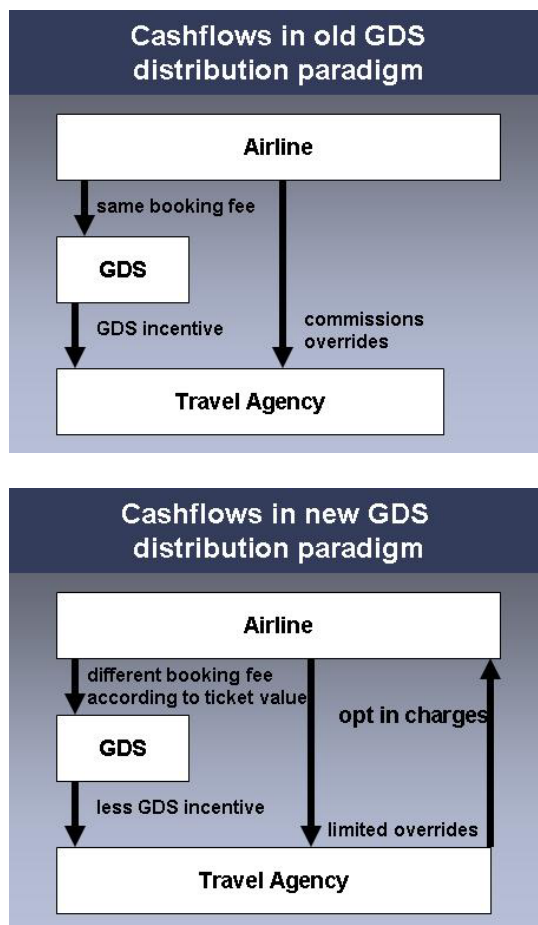 Cashflows in old GDS
distribution paradigm
Airline
same booking fee
GDS
GDS incentive
commissions
overrides
Travel Agency
Cashflows in new GDS
distribution paradigm
Airline
different booking fee
according to ticket value
opt in charges
GDS
less GDS incentive
limited overrides
Travel Agency